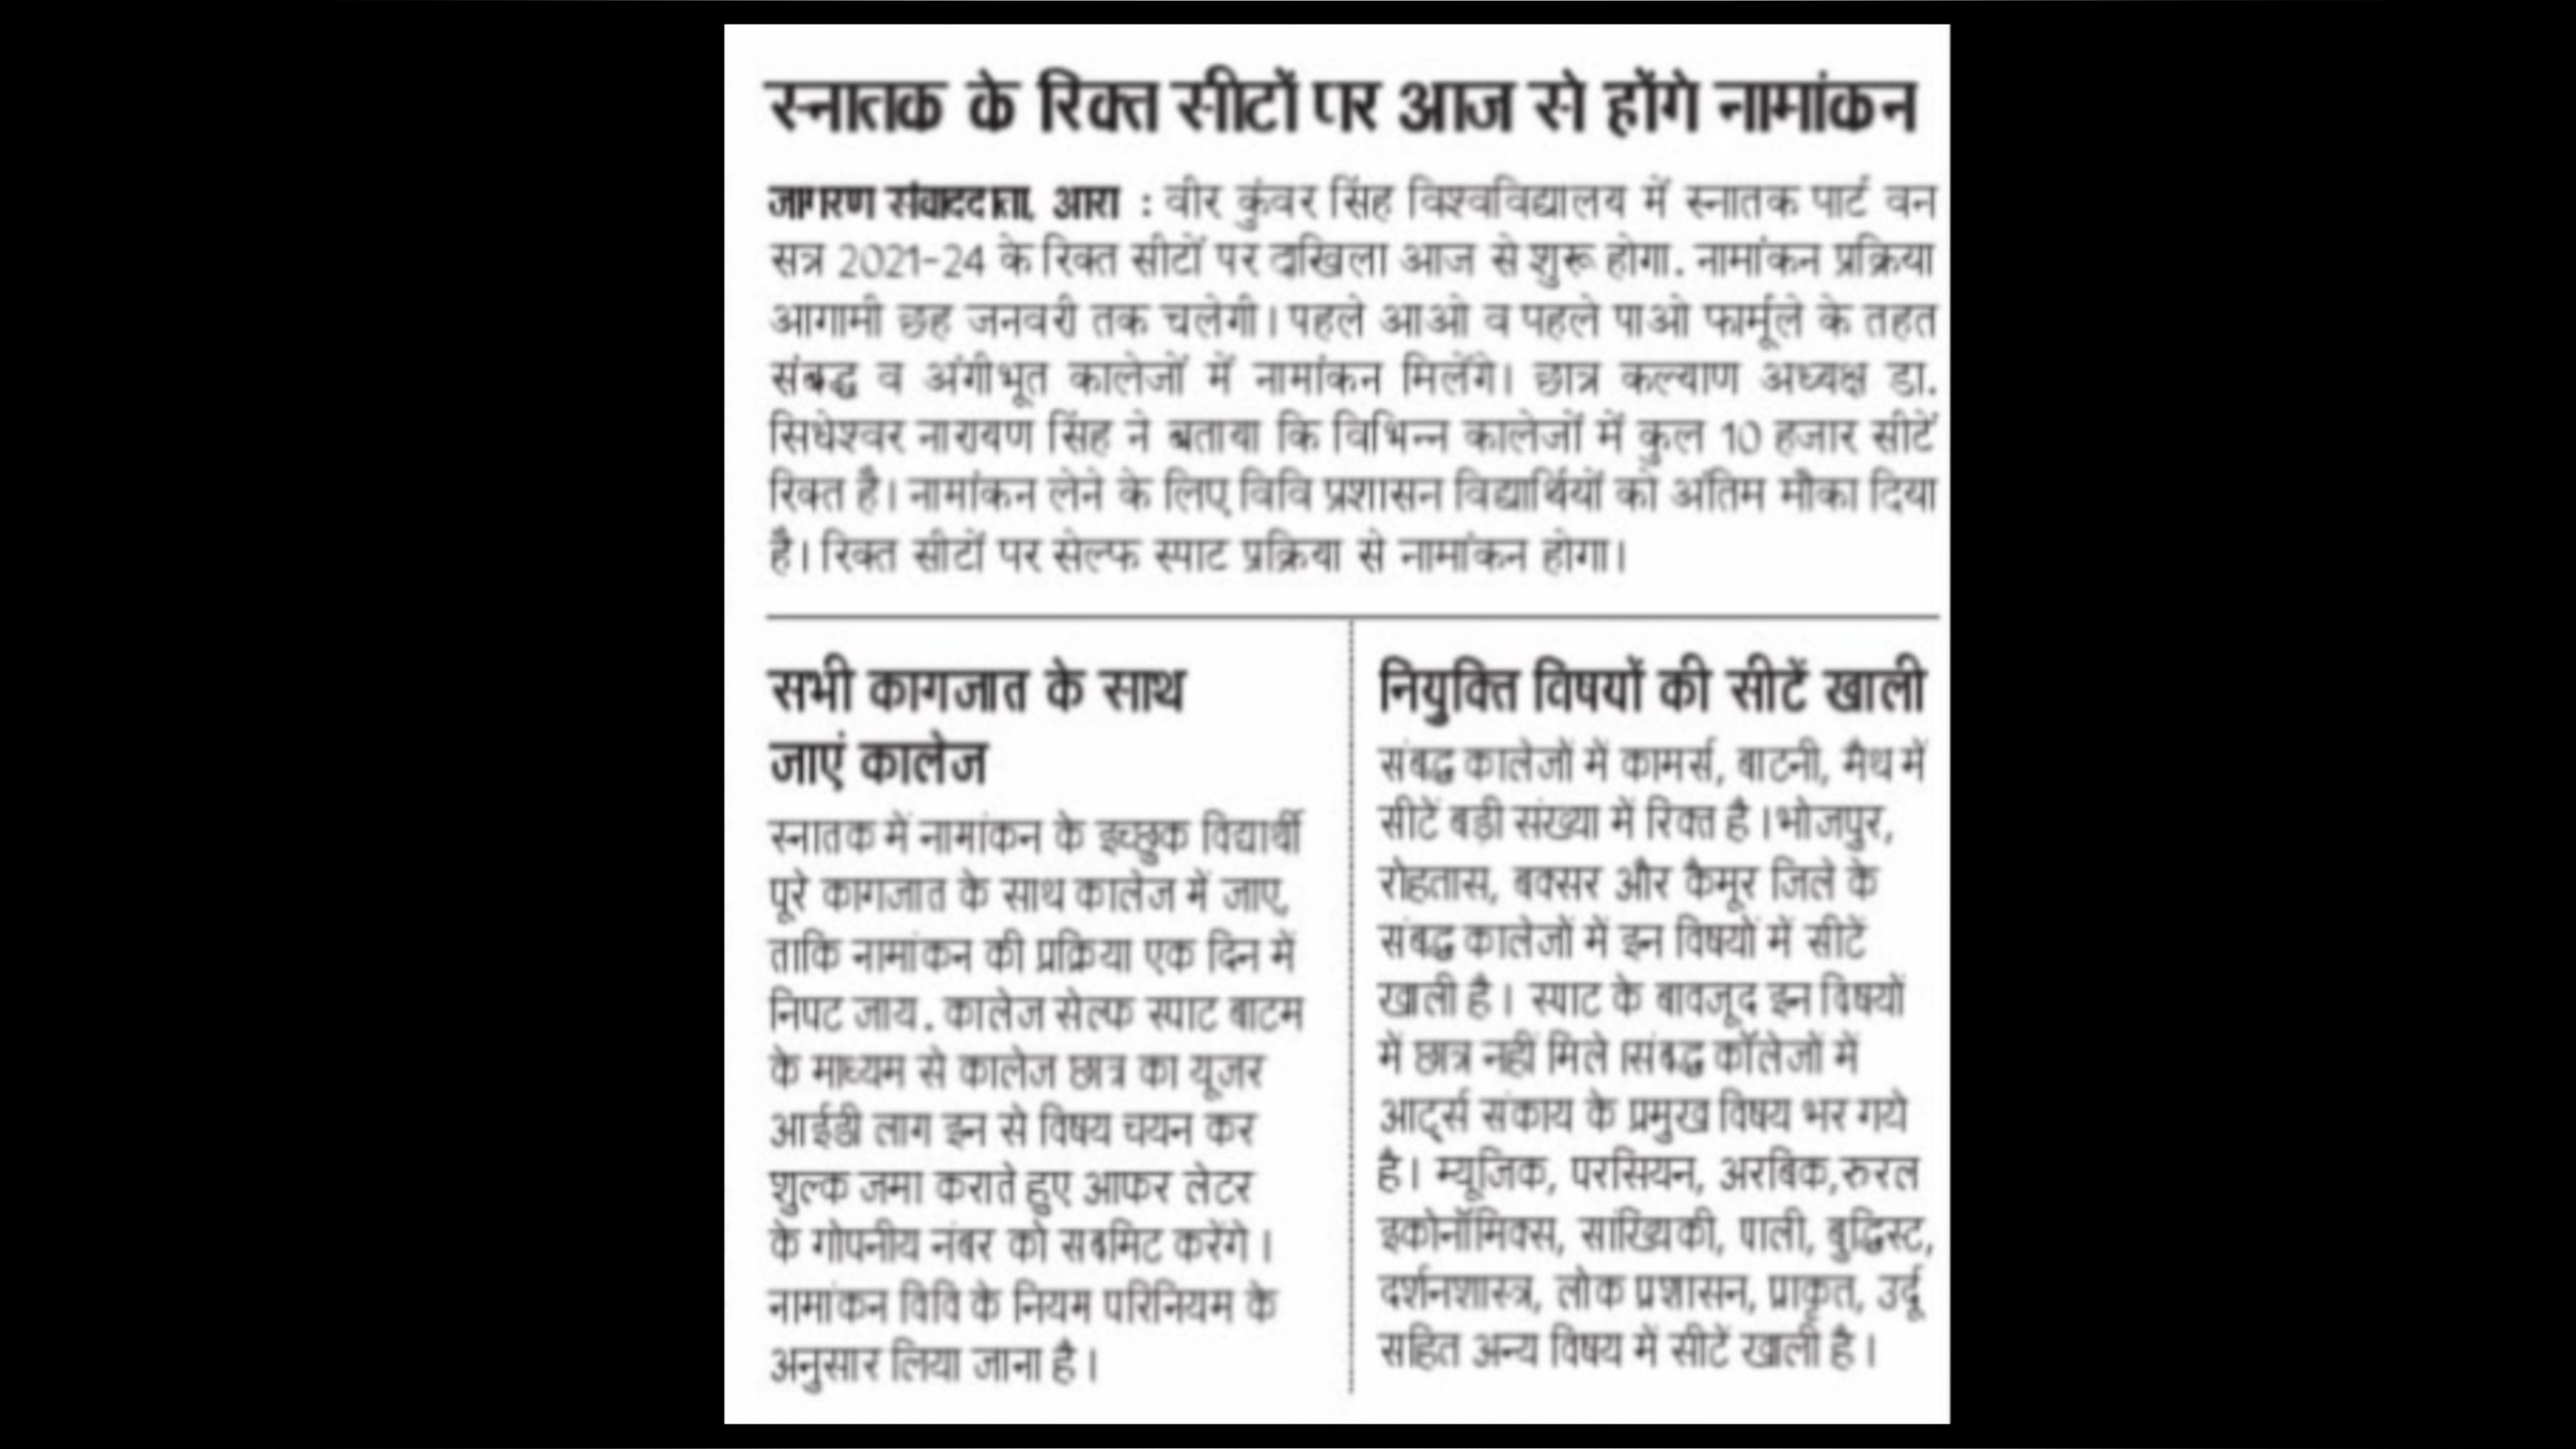 स्नातक के रिक्त सीटों पर आज से होंगे नामांकन
जागरण संवाददाता, आरा : वीर कुंवर सिंह विश्वविद्यालय में स्नातक पार्ट वन
सत्र 2021-24 के रिक्त सीटों पर दाखिला आज से शुरू होगा. नामांकन प्रक्रिया
आगामी छह जनवरी तक चलेगी। पहले आओ व पहले पाओ फार्मूले के तहत
संबद्ध व अंगीभूत कालेजों में नामांकन मिलेंगे। छात्र कल्याण अध्यक्ष डा.
सिधेश्वर नारायण सिंह ने बताया कि विभिन्न कालेजों में कुल 10 हजार सीटें
रिक्त है। नामांकन लेने के लिए विवि प्रशासन विद्यार्थियों को अंतिम मौका दिया
है। रिक्त सीटों पर सेल्फ स्पाट प्रक्रिया से नामांकन होगा।
सभी कागजात के साथ
जाएं कालेज
स्नातक में नामांकन के इच्छुक विद्यार्थी
पूरे कागजात के साथ कालेज में जाए,
ताकि नामांकन की प्रक्रिया एक दिन में
निपट जाय. कालेज सेल्फ स्पाट बाटम
के माध्यम से कालेज छात्र का यूजर
आईडी लाग इन से विषय चयन कर
शुल्क जमा कराते हुए आफर लेटर
के गोपनीय नंबर को सबमिट करेंगे।
नामांकन विवि के नियम परिनियम के
अनुसार लिया जाना है।
नियुक्ति विषयों की सीटें खाली
संबद्ध कालेजों में कामर्स, बाटनी, मैथ में
सीटें बड़ी संख्या में रिक्त है।भोजपुर,
रोहतास, बक्सर और कैमूर जिले के
संबद्ध कालेजों में इन विषयों में सीटें
खाली है। स्पाट के बावजूद इन विषयों
में छात्र नहीं मिले।संबद्ध कॉलेजों में
आर्ट्स संकाय के प्रमुख विषय भर गये
है। म्यूजिक, परसियन, अरबिक,रुरल
इकोनॉमिक्स, सांख्यिकी, पाली, बुद्धिस्ट,
दर्शनशास्त्र, लोक प्रशासन, प्राकृत, उर्दू
सहित अन्य विषय में सीटें खाली है।